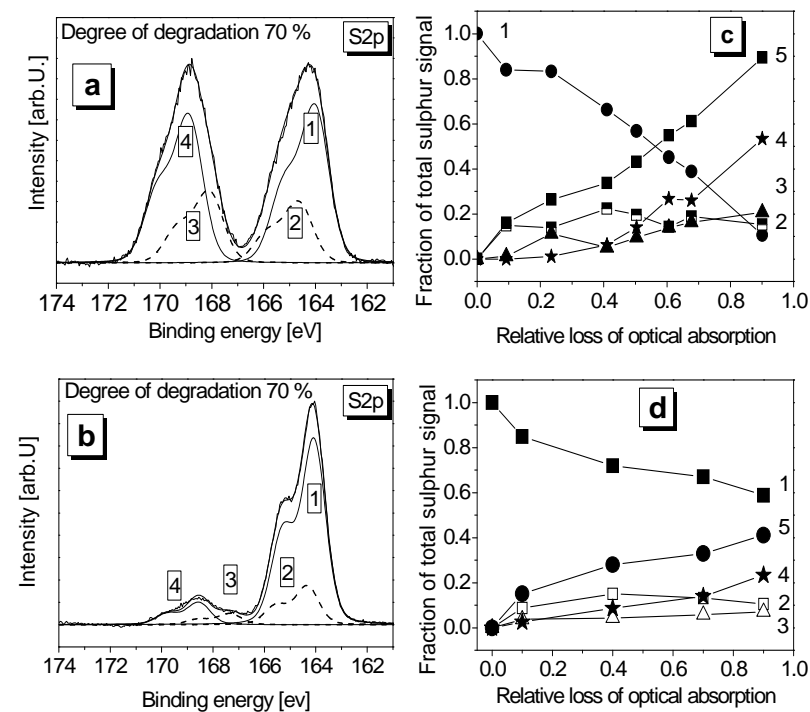 Degree of degradation 70 %
S2p
a
4
1
3
2
Intensity [arb.U.]
174 172 170 168 166 164 162
Binding energy [eV]
c
1
5
4
3
2
1.0
0.8
0.6
0.4
0.2
0.0
Fraction of total sulphur signal
0.0 0.2 0.4 0.6 0.8 1.0
Relative loss of optical absorption
Degree of degradation 70 %
S2p
b
1
2
3
4
Intensity [arb.U]
174 172 170 168 166 164 162
Binding energy [ev]
d
1
5
4
2
3
1.0
0.8
0.6
0.4
0.2
0.0
Fraction of total sulphur signal
0.0 0.2 0.4 0.6 0.8 1.0
Relative loss of optical absorption